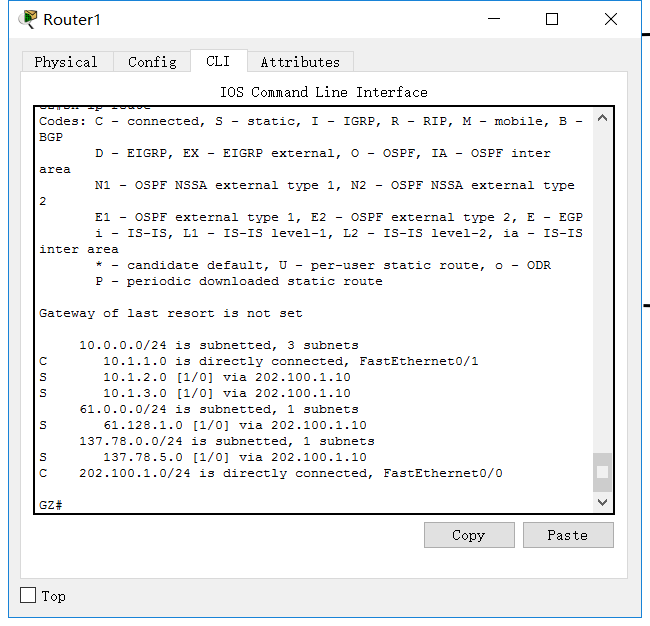 Router1
Physical Config CLI Attributes
IOS Command Line Interface
Codes: C - connected, S - static, I - IGRP, R - RIP, M - mobile, B -
BGP
D - EIGRP, EX - EIGRP external, O - OSPF, IA - OSPF inter
area
N1 - OSPF NSSA external type 1, N2 - OSPF NSSA external type
2
E1 - OSPF external type 1, E2 - OSPF external type 2, E - EGP
i - IS-IS, L1 - IS-IS level-1, L2 - IS-IS level-2, ia - IS-IS
inter area
* - candidate default, U - per-user static route, o - ODR
P - periodic downloaded static route
Gateway of last resort is not set
10.0.0.0/24 is subnetted, 3 subnets
C 10.1.1.0 is directly connected, FastEthernet0/1
S 10.1.2.0 [1/0] via 202.100.1.10
S 10.1.3.0 [1/0] via 202.100.1.10
61.0.0.0/24 is subnetted, 1 subnets
S 61.128.1.0 [1/0] via 202.100.1.10
137.78.0.0/24 is subnetted, 1 subnets
S 137.78.5.0 [1/0] via 202.100.1.10
C 202.100.1.0/24 is directly connected, FastEthernet0/0
GZ#
Copy Paste
Top